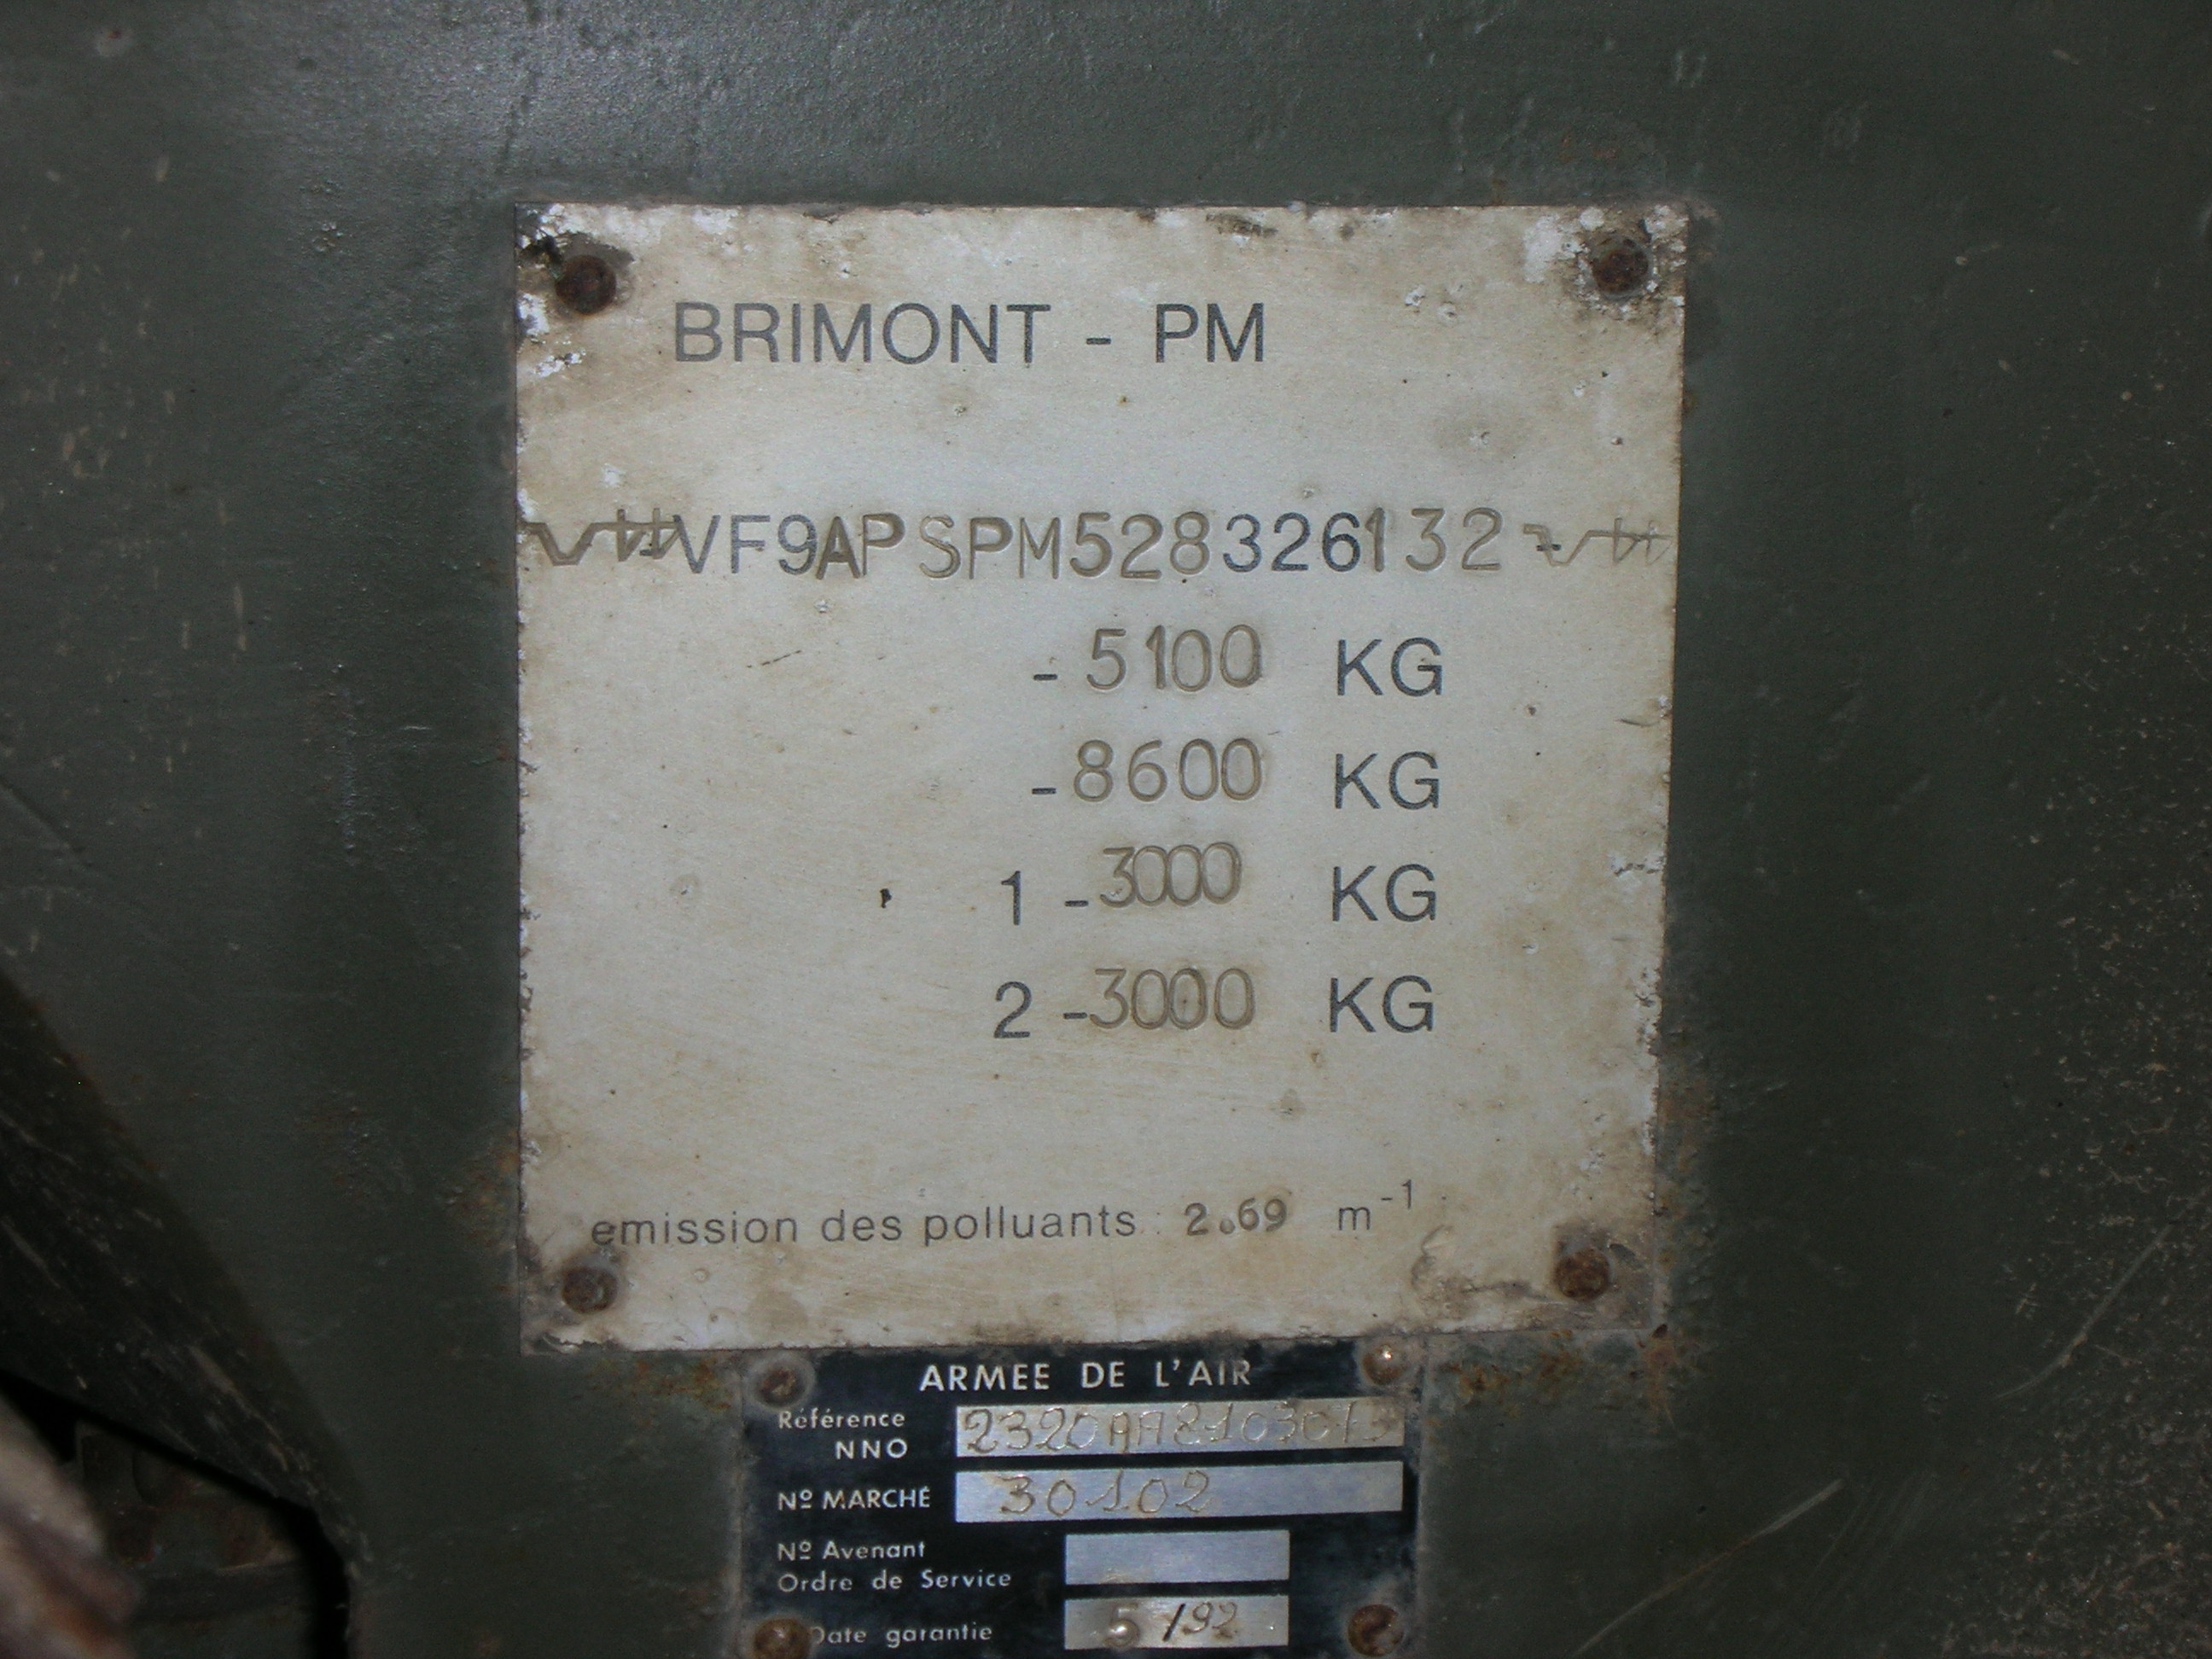 BRIMONT - PM
VF9APSPM528326132
- 5100 KG
- 8600 KG
1 - 3000 KG
2 - 3000 KG
emission des polluants : 2.69 m⁻¹
ARMEE DE L'AIR
Référence NNO 2320AA8103013
Nº MARCHÉ 30102
Nº Avenant
Ordre de Service
Date garantie 5/92